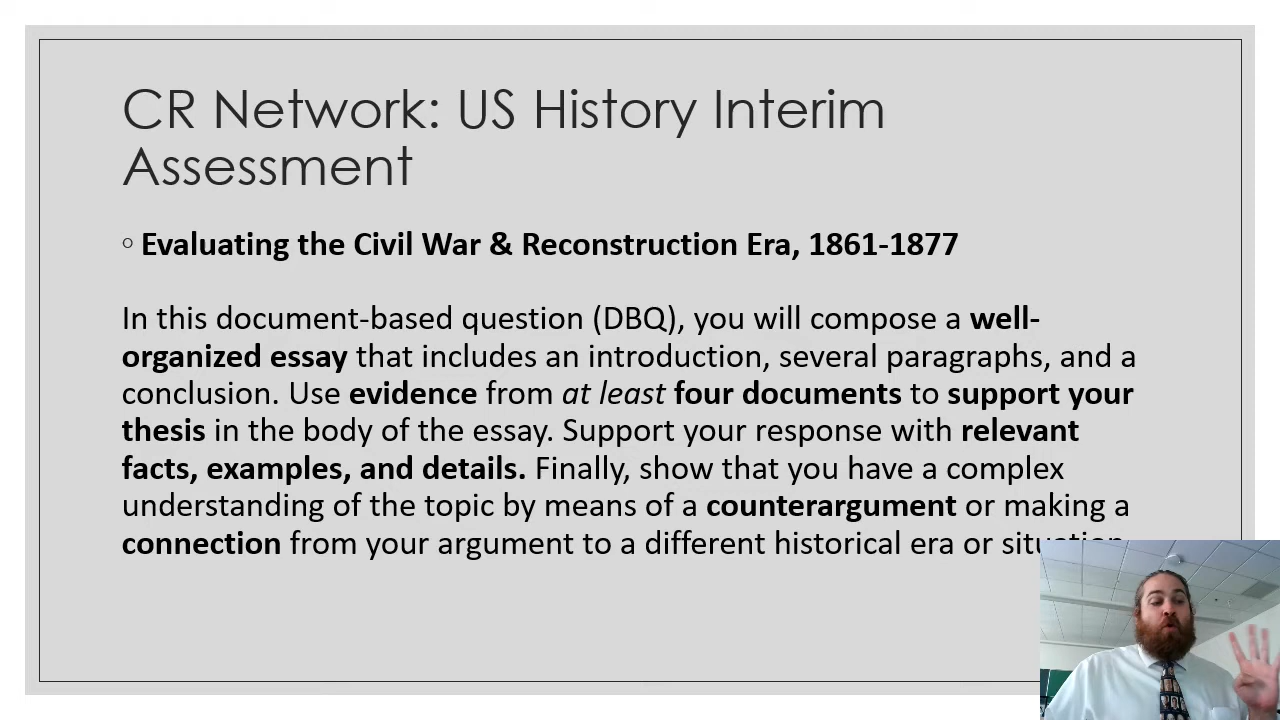 CR Network: US History Interim
Assessment
◦ Evaluating the Civil War & Reconstruction Era, 1861-1877
In this document-based question (DBQ), you will compose a well-
organized essay that includes an introduction, several paragraphs, and a
conclusion. Use evidence from at least four documents to support your
thesis in the body of the essay. Support your response with relevant
facts, examples, and details. Finally, show that you have a complex
understanding of the topic by means of a counterargument or making a
connection from your argument to a different historical era or situation